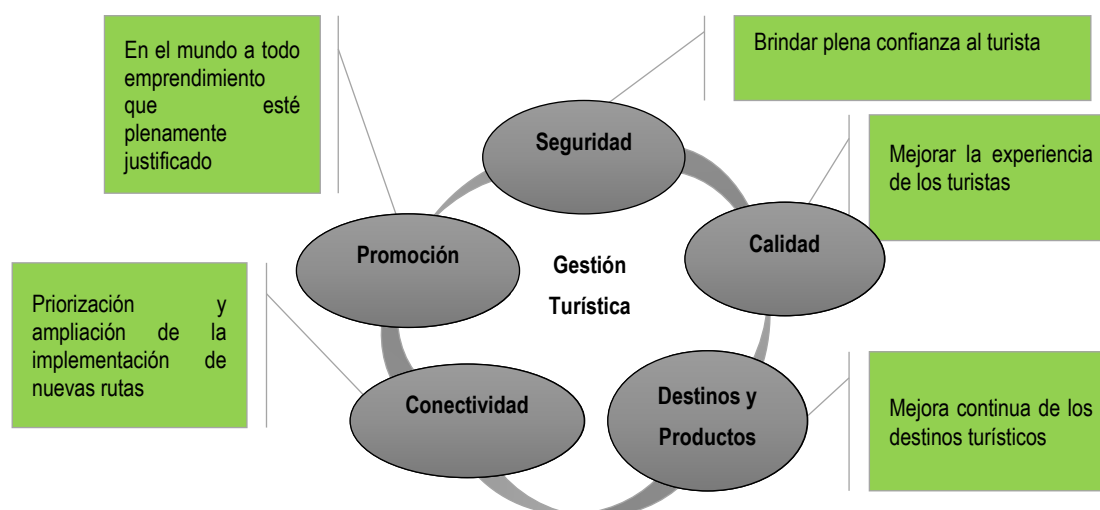 En el mundo a todo
emprendimiento
que esté
plenamente
justificado
Brindar plena confianza al turista
Seguridad
Mejorar la experiencia
de los turistas
Calidad
Promoción
Gestión
Turística
Priorización y
ampliación de la
implementación de
nuevas rutas
Conectividad
Destinos y
Productos
Mejora continua de los
destinos turísticos